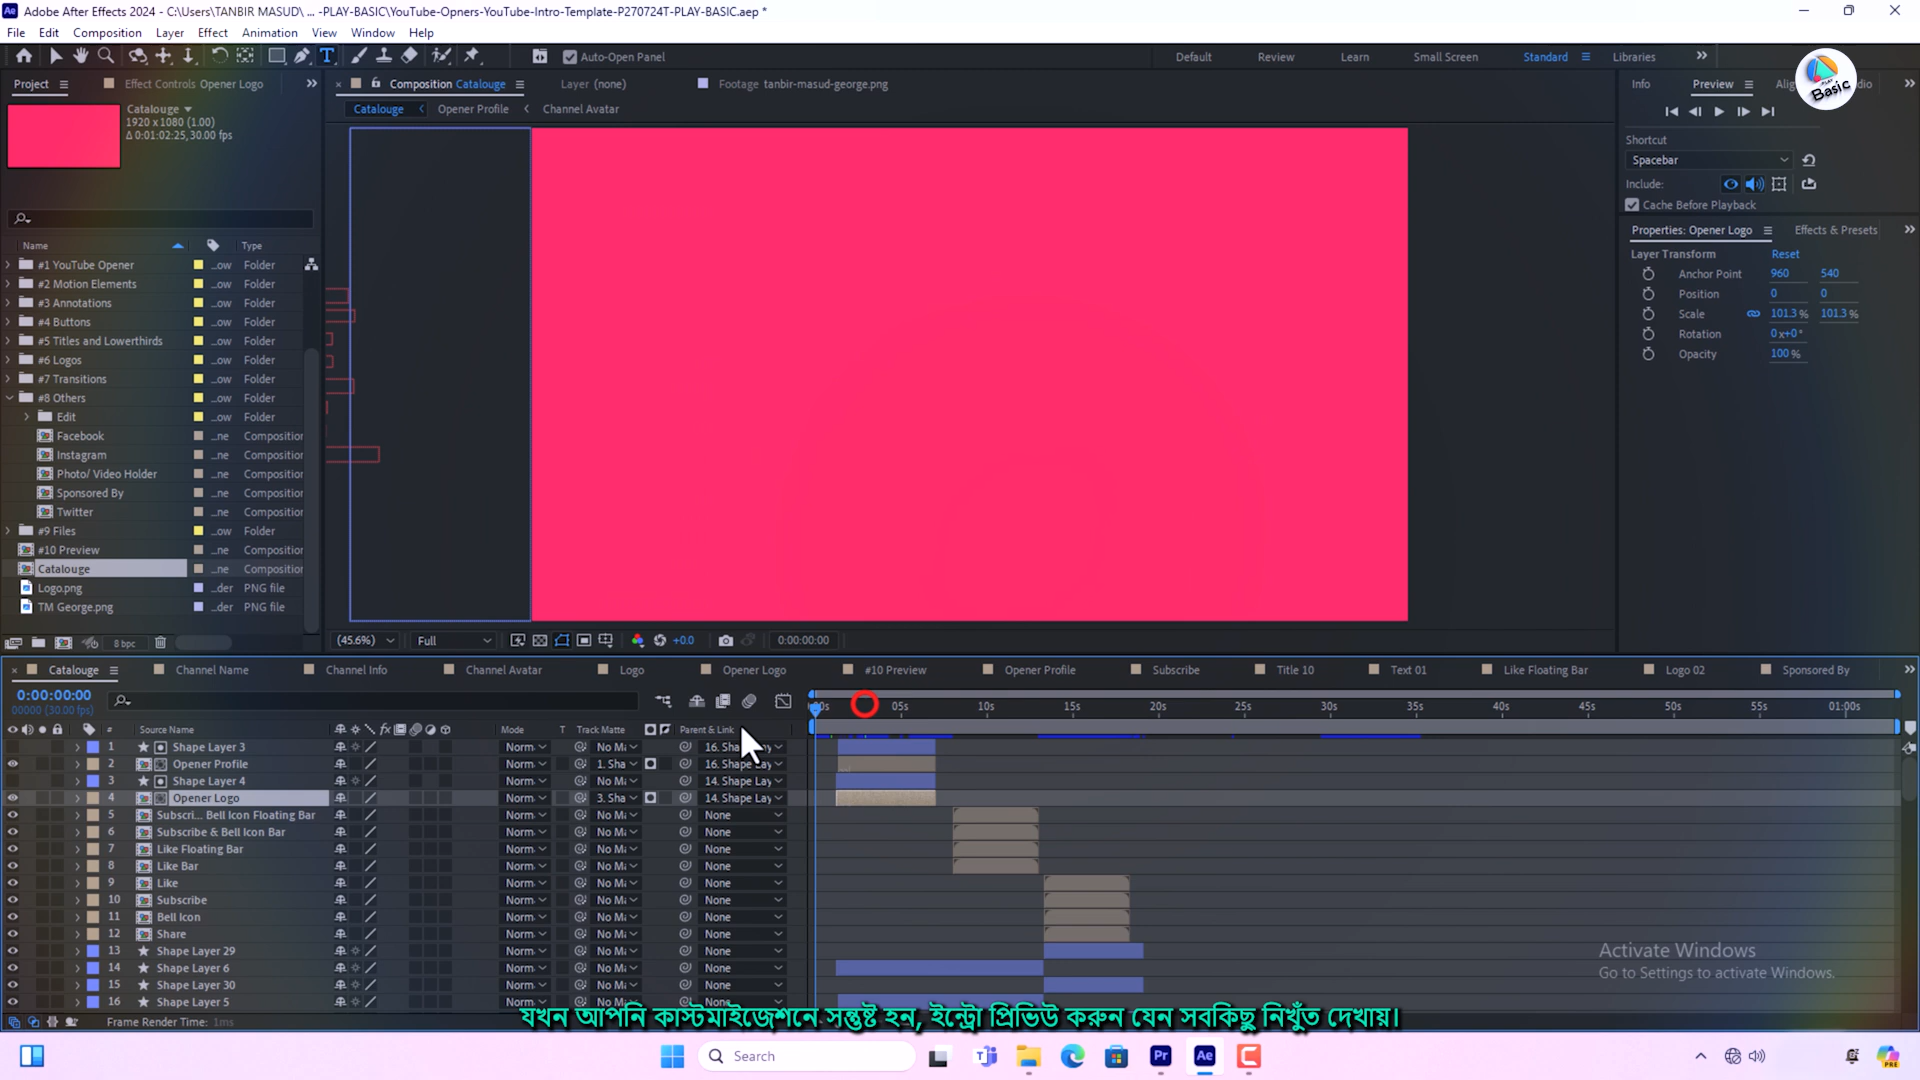 Adobe After Effects 2024 - C:\Users\TANBIR MASUD\ ... -PLAY-BASIC\YouTube-Opners-YouTube-Intro-Template-P270724T-PLAY-BASIC.aep *
File Edit Composition Layer Effect Animation View Window Help
Auto-Open Panel Default Review Learn Small Screen Standard Libraries
Project Effect Controls Opener Logo Composition Catalouge Layer (none) Footage tanbir-masud-george.png Info Preview
PLAY Basic
Catalouge Opener Profile Channel Avatar
Catalouge
1920 x 1080 (1.00)
Δ 0:01:02:25, 30.00 fps
Shortcut
Spacebar
Include:
Cache Before Playback
Properties: Opener Logo Effects & Presets
Layer Transform Reset
Anchor Point 960 540
Position 0 0
Scale 101.3 % 101.3 %
Rotation 0x+0°
Opacity 100 %
Name Type
#1 YouTube Opener ...ow Folder
#2 Motion Elements ...ow Folder
#3 Annotations ...ow Folder
#4 Buttons ...ow Folder
#5 Titles and Lowerthirds ...ow Folder
#6 Logos ...ow Folder
#7 Transitions ...ow Folder
#8 Others ...ow Folder
Edit ...ow Folder
Facebook ...ne Composition
Instagram ...ne Composition
Photo/ Video Holder ...ne Composition
Sponsored By ...ne Composition
Twitter ...ne Composition
#9 Files ...ow Folder
#10 Preview ...ne Composition
Catalouge ...ne Composition
Logo.png ...der PNG file
TM George.png ...der PNG file
8 bpc (45.6%) Full +0.0 0:00:00:00
Catalouge Channel Name Channel Info Channel Avatar Logo Opener Logo #10 Preview Opener Profile Subscribe Title 10 Text 01 Like Floating Bar Logo 02 Sponsored By
0:00:00:00
00000 (30.00 fps)
05s 10s 15s 20s 25s 30s 35s 40s 45s 50s 55s 01:00s
# Source Name Mode T Track Matte Parent & Link
1 Shape Layer 3 Norm No Ma 16. Sha
2 Opener Profile Norm 1. Sha 16. Shape Lay
3 Shape Layer 4 Norm No Ma 14. Shape Lay
4 Opener Logo Norm 3. Sha 14. Shape Lay
5 Subscri... Bell Icon Floating Bar Norm No Ma None
6 Subscribe & Bell Icon Bar Norm No Ma None
7 Like Floating Bar Norm No Ma None
8 Like Bar Norm No Ma None
9 Like Norm No Ma None
10 Subscribe Norm No Ma None
11 Bell Icon Norm No Ma None
12 Share Norm No Ma None
13 Shape Layer 29 Norm No Ma None
14 Shape Layer 6 Norm No Ma None
15 Shape Layer 30 Norm No Ma None
16 Shape Layer 5 Norm No Ma None
Activate Windows
Go to Settings to activate Windows.
Frame Render Time: 1ms
যখন আপনি কাস্টমাইজেশনে সন্তুষ্ট হন, ইন্ট্রো প্রিভিউ করুন যেন সবকিছু নিখুঁত দেখায়।
Search